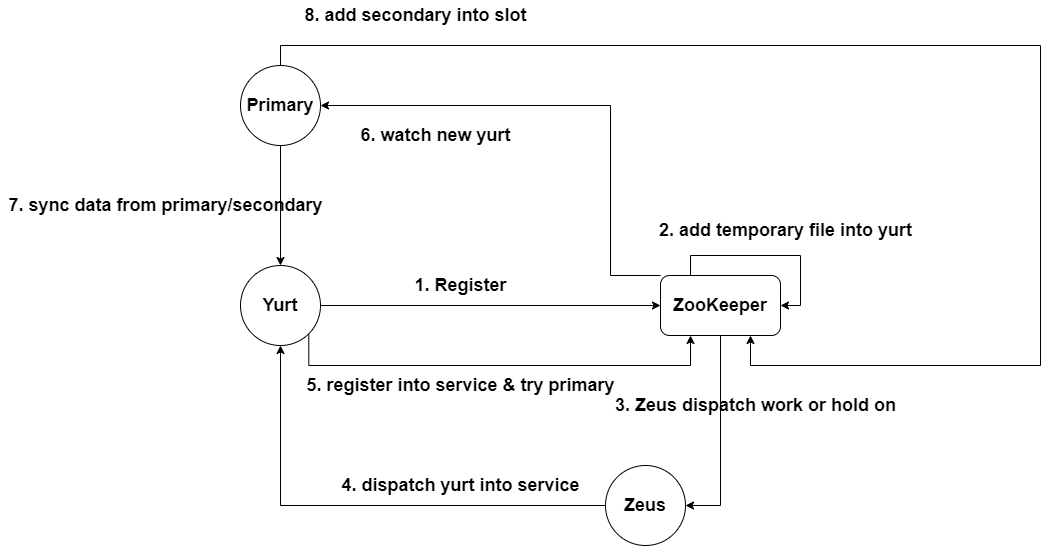 8. add secondary into slot
Primary
6. watch new yurt
7. sync data from primary/secondary
2. add temporary file into yurt
1. Register
Yurt
ZooKeeper
5. register into service & try primary
3. Zeus dispatch work or hold on
4. dispatch yurt into service
Zeus